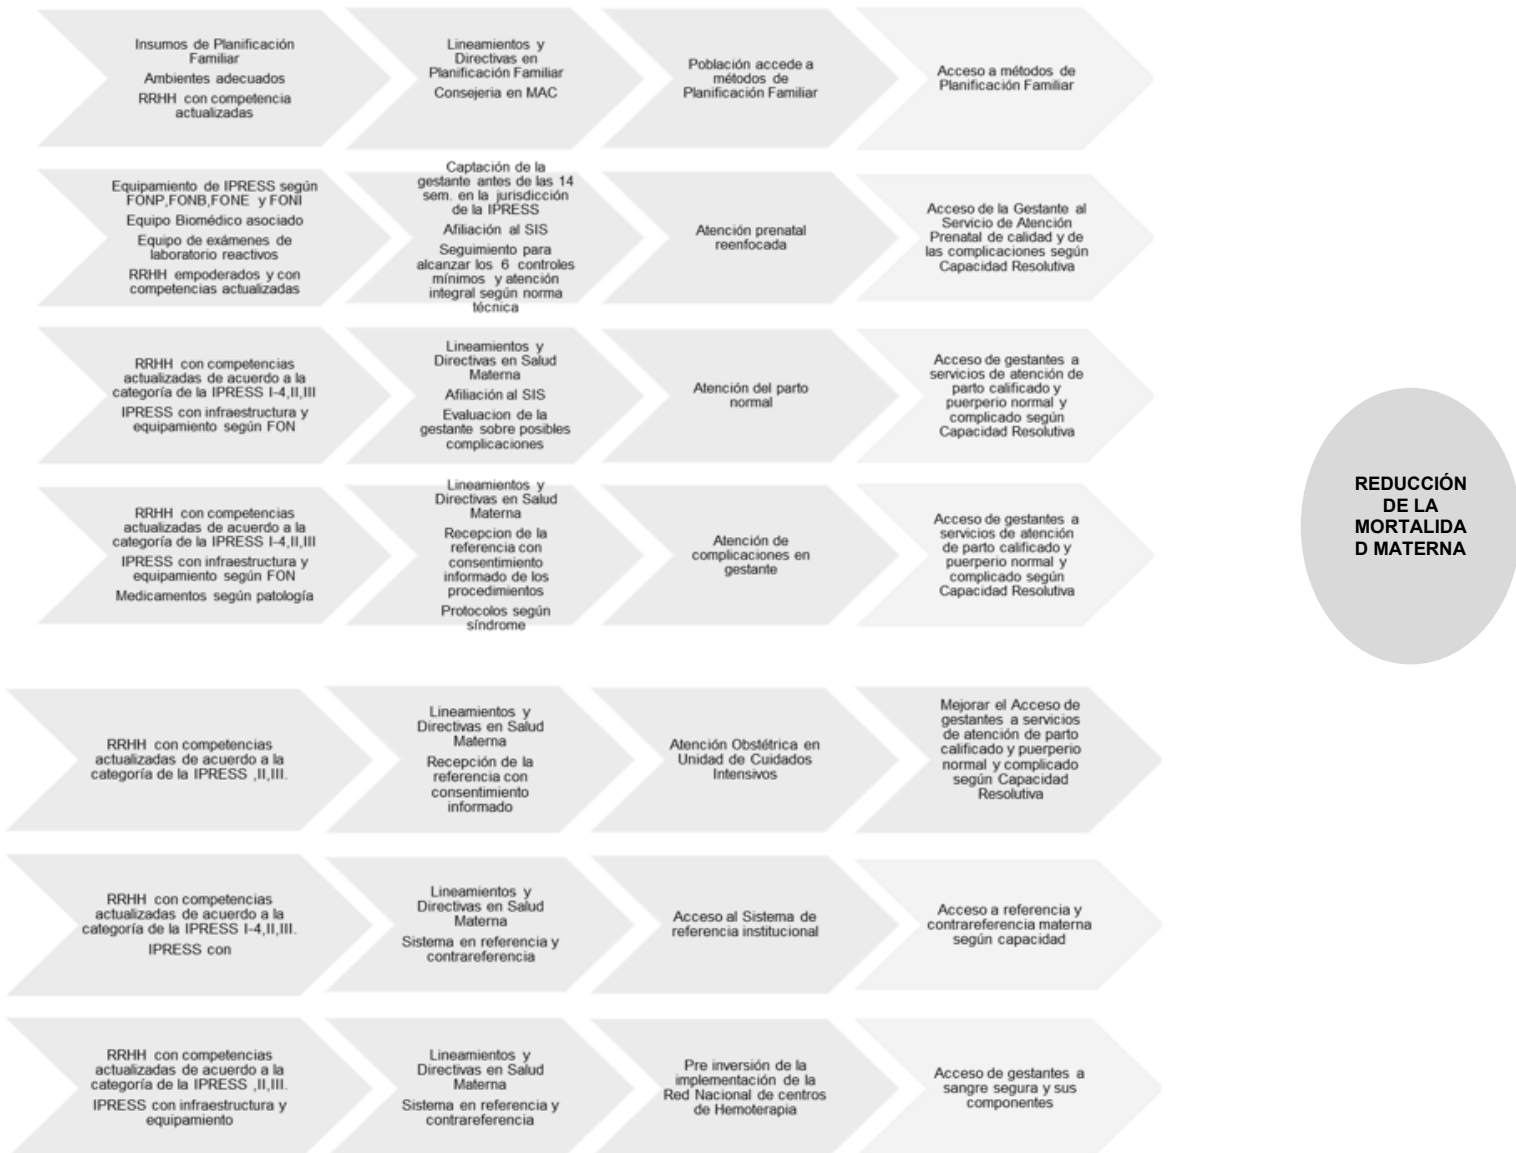 Insumos de Planificación
Familiar
Ambientes adecuados
RRHH con competencia
actualizadas
Lineamientos y
Directivas en
Planificación Familiar
Consejeria en MAC
Población accede a
métodos de
Planificación Familiar
Acceso a métodos de
Planificación Familiar
Equipamiento de IPRESS según
FONP,FONB,FONE y FONI
Equipo Biomédico asociado
Equipo de exámenes de
laboratorio reactivos
RRHH empoderados y con
competencias actualizadas
Captación de la
gestante antes de las 14
sem. en la jurisdicción
de la IPRESS
Afiliación al SIS
Seguimiento para
alcanzar los 6 controles
mínimos y atención
integral según norma
técnica
Atención prenatal
reenfocada
Acceso de la Gestante al
Servicio de Atención
Prenatal de calidad y de
las complicaciones según
Capacidad Resolutiva
RRHH con competencias
actualizadas de acuerdo a la
categoría de la IPRESS I-4,II,III
IPRESS con infraestructura y
equipamiento según FON
Lineamientos y
Directivas en Salud
Materna
Afiliación al SIS
Evaluacion de la
gestante sobre posibles
complicaciones
Atención del parto
normal
Acceso de gestantes a
servicios de atención de
parto calificado y
puerperio normal y
complicado según
Capacidad Resolutiva
RRHH con competencias
actualizadas de acuerdo a la
categoría de la IPRESS I-4,II,III
IPRESS con infraestructura y
equipamiento según FON
Medicamentos según patología
Lineamientos y
Directivas en Salud
Materna
Recepcion de la
referencia con
consentimiento
informado de los
procedimientos
Protocolos según
síndrome
Atención de
complicaciones en
gestante
Acceso de gestantes a
servicios de atención
de parto calificado y
puerperio normal y
complicado según
Capacidad Resolutiva
REDUCCIÓN
DE LA
MORTALIDA
D MATERNA
RRHH con competencias
actualizadas de acuerdo a la
categoría de la IPRESS ,II,III.
Lineamientos y
Directivas en Salud
Materna
Recepción de la
referencia con
consentimiento
informado
Atención Obstétrica en
Unidad de Cuidados
Intensivos
Mejorar el Acceso de
gestantes a servicios
de atención de parto
calificado y puerperio
normal y complicado
según Capacidad
Resolutiva
RRHH con competencias
actualizadas de acuerdo a la
categoría de la IPRESS I-4,II,III.
IPRESS con
Lineamientos y
Directivas en Salud
Materna
Sistema en referencia y
contrareferencia
Acceso al Sistema de
referencia institucional
Acceso a referencia y
contrareferencia materna
según capacidad
RRHH con competencias
actualizadas de acuerdo a la
categoría de la IPRESS ,II,III.
IPRESS con infraestructura y
equipamiento
Lineamientos y
Directivas en Salud
Materna
Sistema en referencia y
contrareferencia
Pre inversión de la
implementación de la
Red Nacional de centros
de Hemoterapia
Acceso de gestantes a
sangre segura y sus
componentes